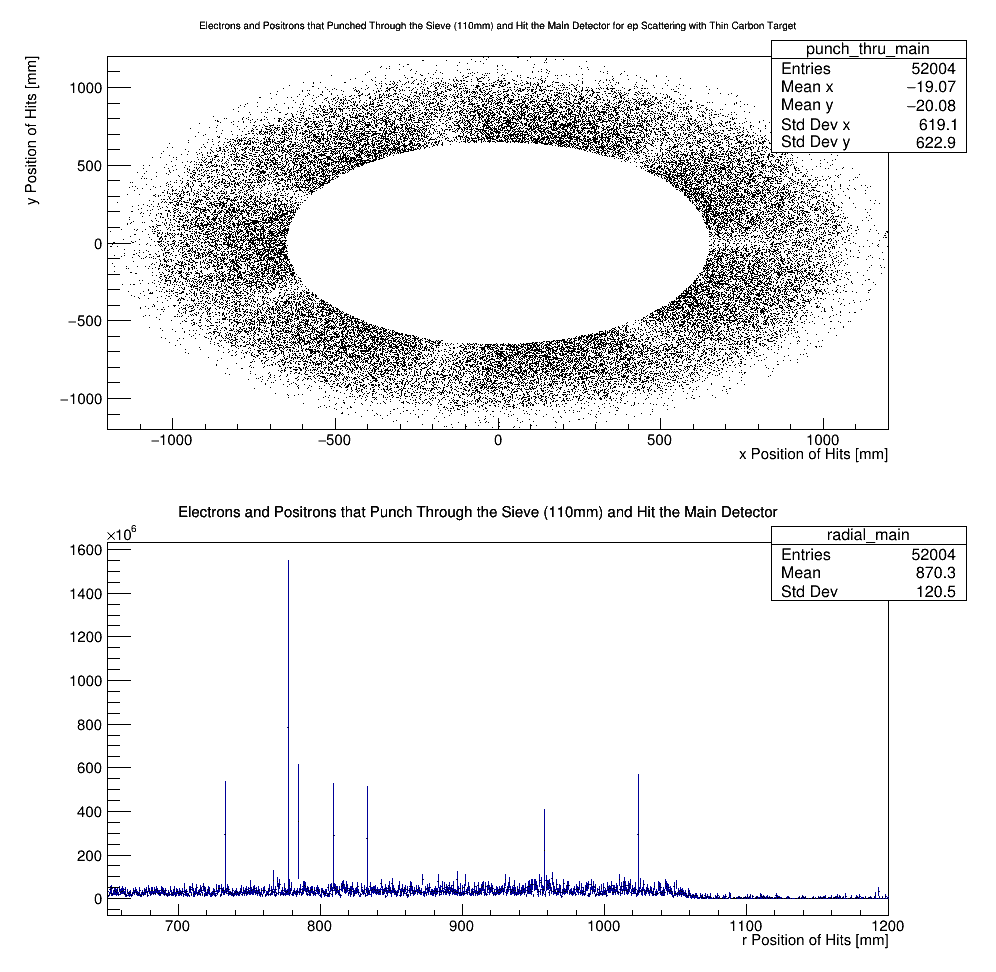 Electrons and Positrons that Punched Through the Sieve (110mm) and Hit the Main Detector for ep Scattering with Thin Carbon Target
punch_thru_main
Entries 52004
Mean x −19.07
Mean y −20.08
Std Dev x 619.1
Std Dev y 622.9
y Position of Hits [mm]
1000
500
0
−500
−1000
−1000 −500 0 500 1000
x Position of Hits [mm]
Electrons and Positrons that Punch Through the Sieve (110mm) and Hit the Main Detector
radial_main
Entries 52004
Mean 870.3
Std Dev 120.5
×10⁶
1600
1400
1200
1000
800
600
400
200
0
700 800 900 1000 1100 1200
r Position of Hits [mm]